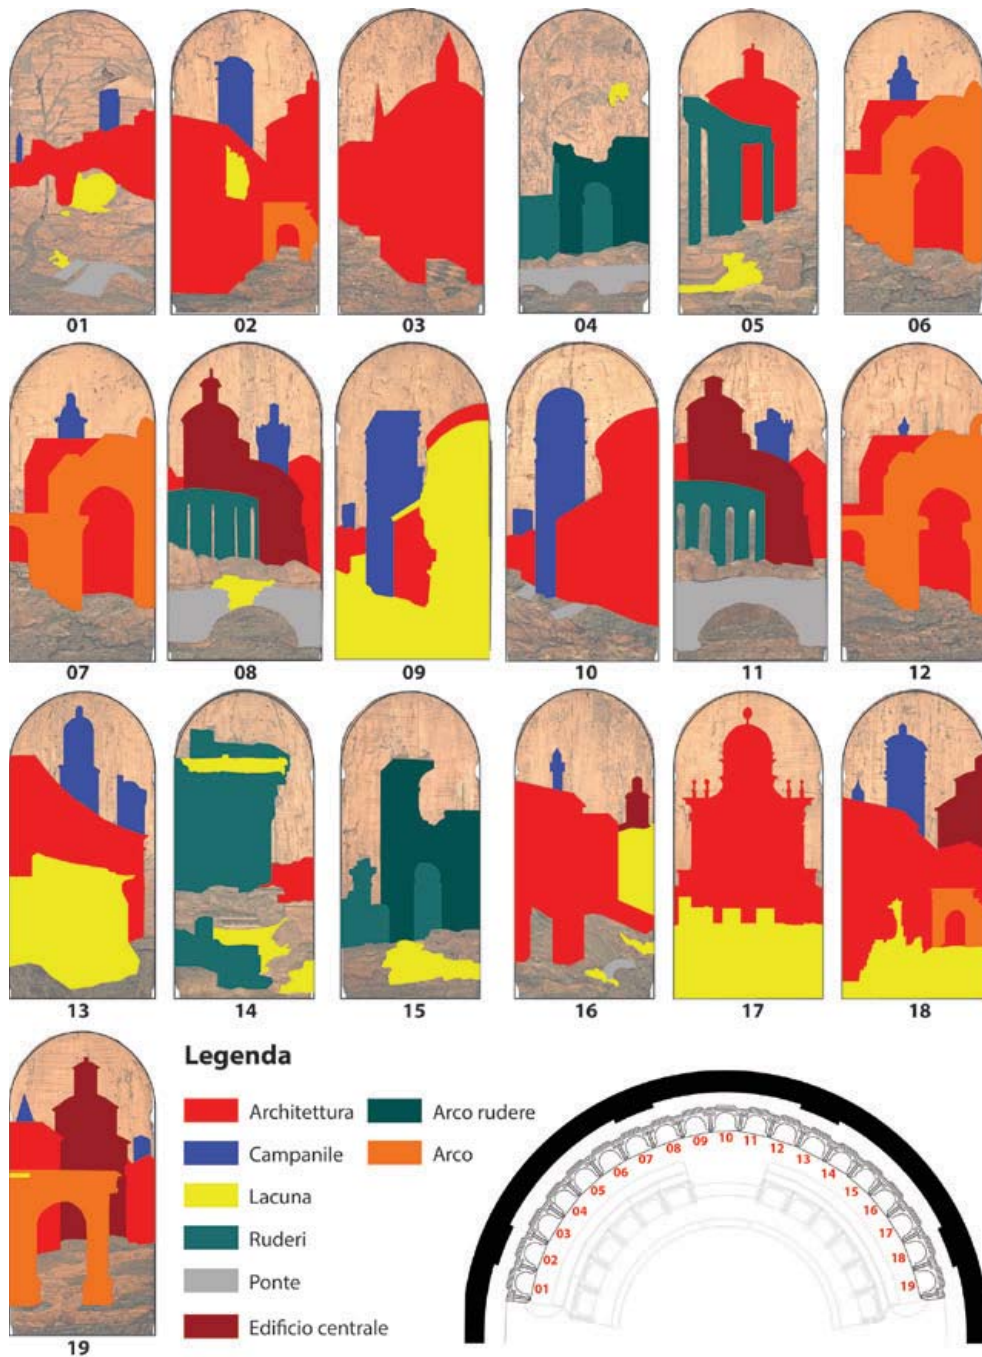 01 02 03 04 05 06
07 08 09 10 11 12
13 14 15 16 17 18
19
Legenda
Architettura Arco rudere
Campanile Arco
Lacuna
Ruderi
Ponte
Edificio centrale
01 02 03 04 05 06 07 08 09 10 11 12 13 14 15 16 17 18 19